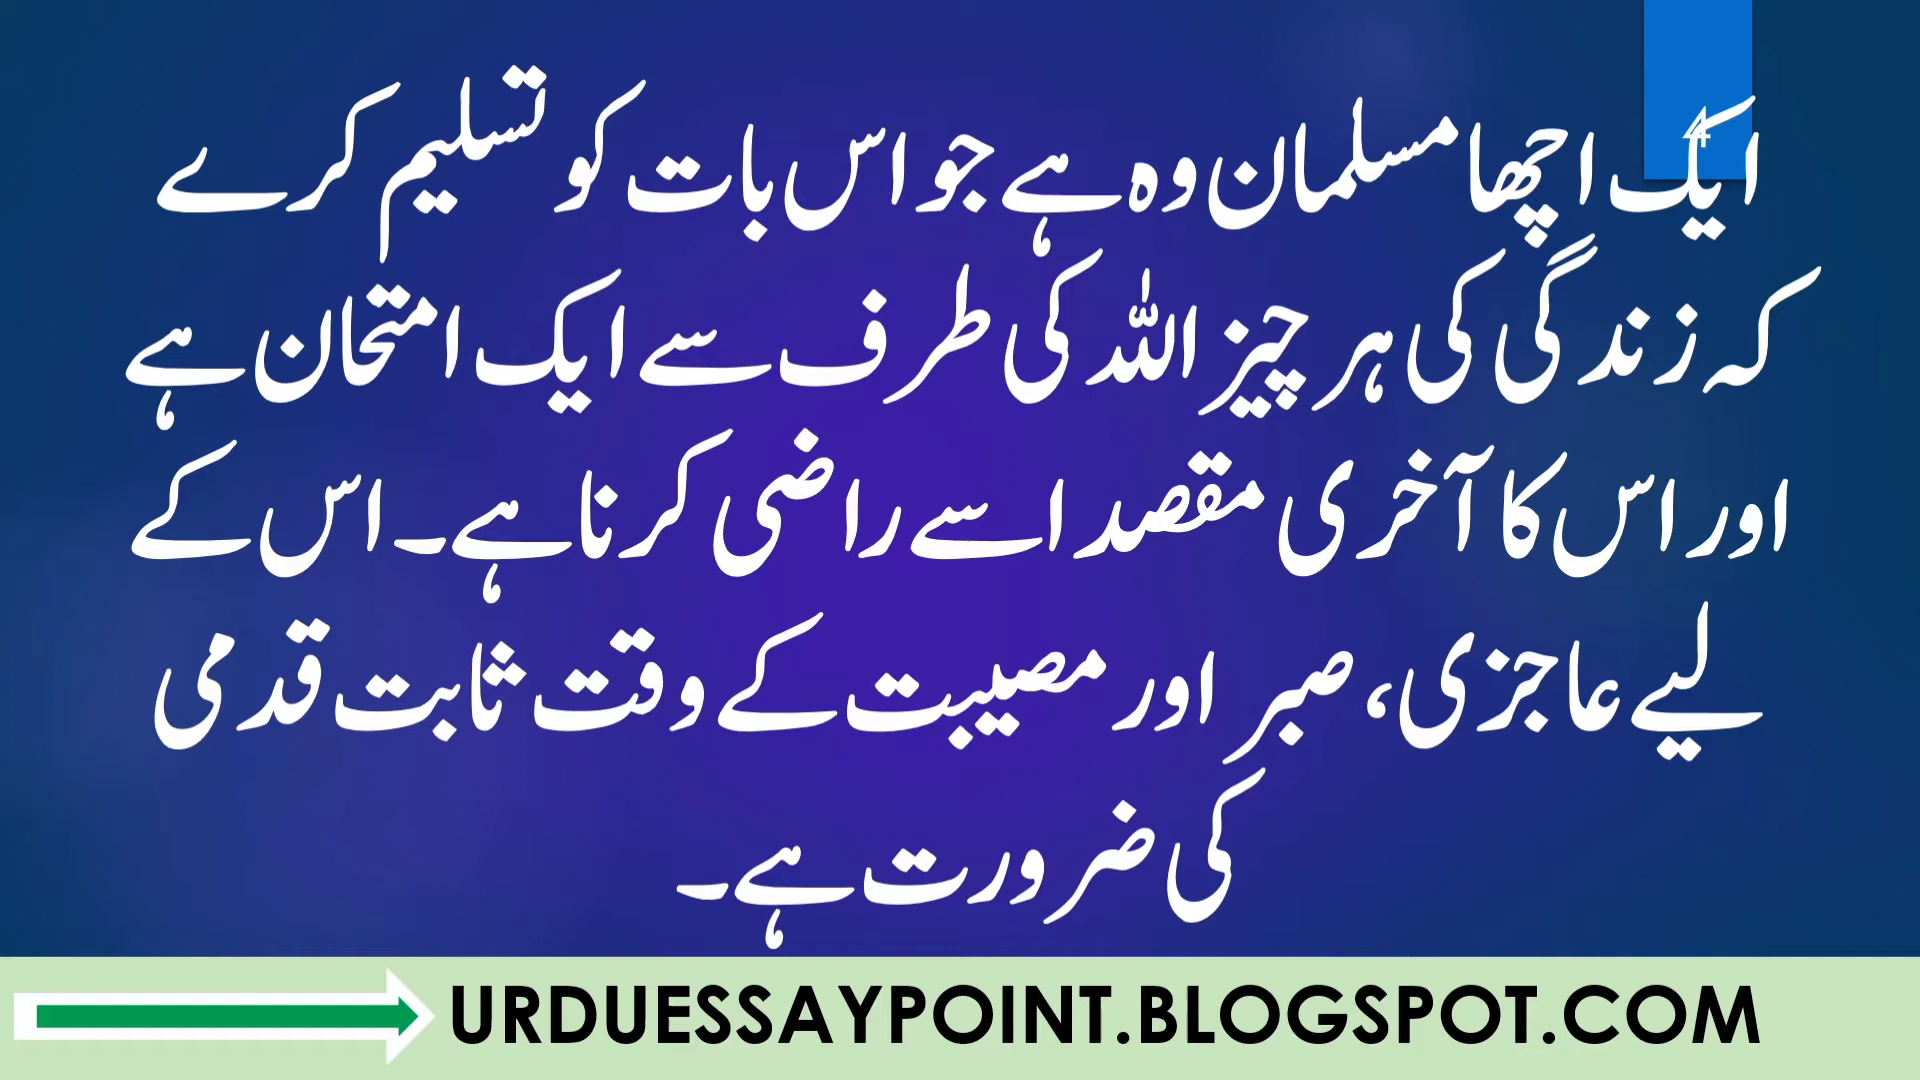 4
ایک اچھا مسلمان وہ ہے جو اس بات کو تسلیم کرے
کہ زندگی کی ہر چیز اللہ کی طرف سے ایک امتحان ہے
اور اس کا آخری مقصد اسے راضی کرنا ہے۔ اس کے
لیے عاجزی، صبر اور مصیبت کے وقت ثابت قدمی
کی ضرورت ہے۔
URDUESSAYPOINT.BLOGSPOT.COM